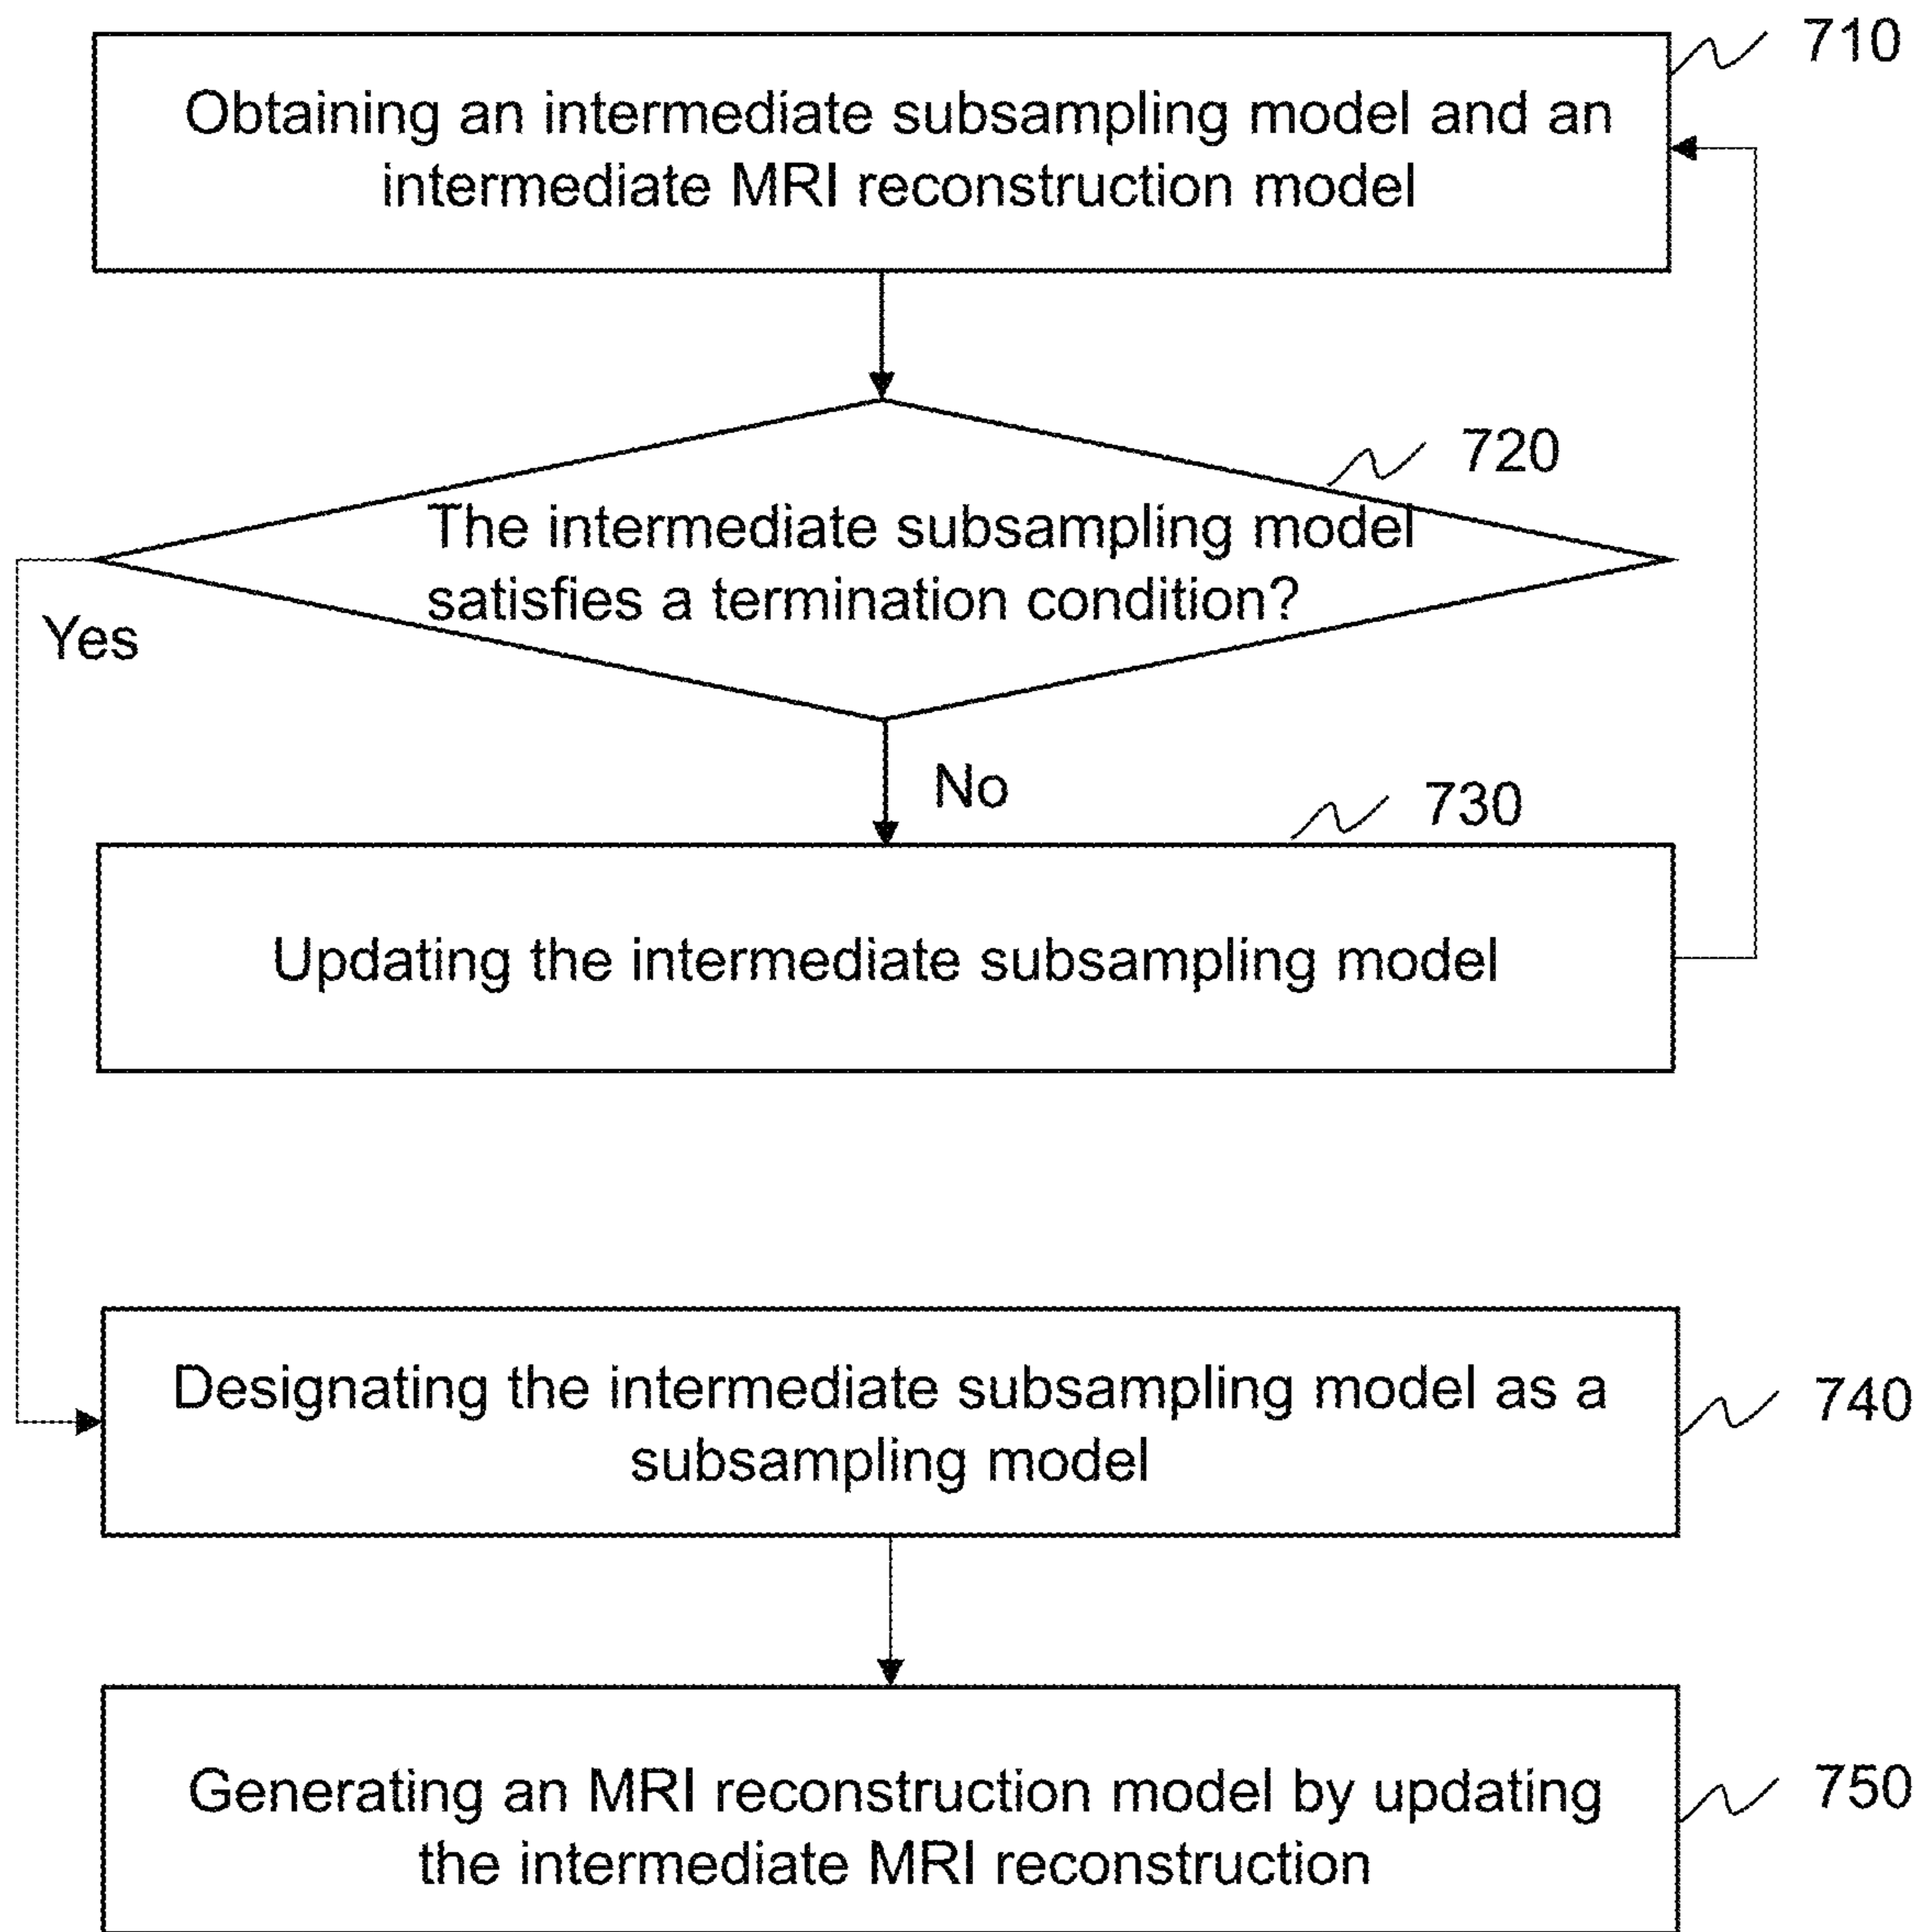 710
Obtaining an intermediate subsampling model and an
intermediate MRI reconstruction model
720
The intermediate subsampling model
satisfies a termination condition?
Yes
No
730
Updating the intermediate subsampling model
Designating the intermediate subsampling model as a
subsampling model
740
Generating an MRI reconstruction model by updating
the intermediate MRI reconstruction
750